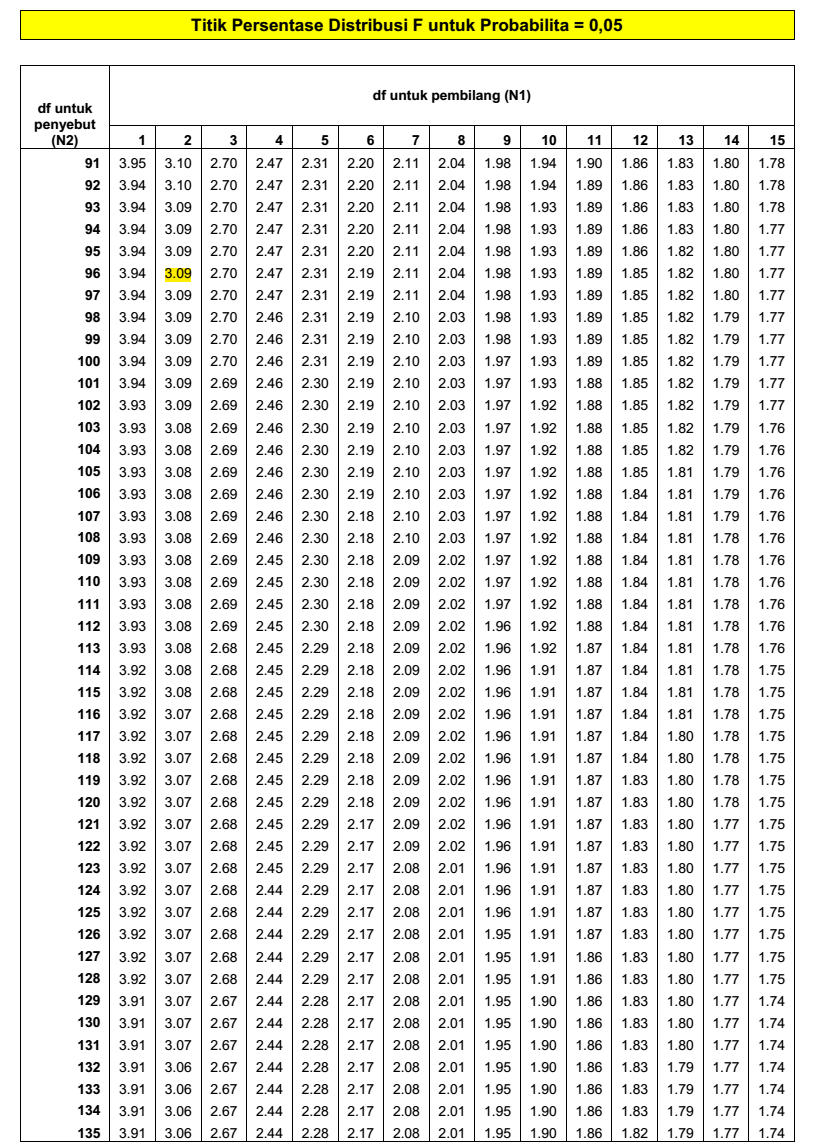 Titik Persentase Distribusi F untuk Probabilita = 0,05
df untuk penyebut (N2)
df untuk pembilang (N1)
1 2 3 4 5 6 7 8 9 10 11 12 13 14 15
91 3.95 3.10 2.70 2.47 2.31 2.20 2.11 2.04 1.98 1.94 1.90 1.86 1.83 1.80 1.78
92 3.94 3.10 2.70 2.47 2.31 2.20 2.11 2.04 1.98 1.94 1.89 1.86 1.83 1.80 1.78
93 3.94 3.09 2.70 2.47 2.31 2.20 2.11 2.04 1.98 1.93 1.89 1.86 1.83 1.80 1.78
94 3.94 3.09 2.70 2.47 2.31 2.20 2.11 2.04 1.98 1.93 1.89 1.86 1.83 1.80 1.77
95 3.94 3.09 2.70 2.47 2.31 2.20 2.11 2.04 1.98 1.93 1.89 1.86 1.82 1.80 1.77
96 3.94 3.09 2.70 2.47 2.31 2.19 2.11 2.04 1.98 1.93 1.89 1.85 1.82 1.80 1.77
97 3.94 3.09 2.70 2.47 2.31 2.19 2.11 2.04 1.98 1.93 1.89 1.85 1.82 1.80 1.77
98 3.94 3.09 2.70 2.46 2.31 2.19 2.10 2.03 1.98 1.93 1.89 1.85 1.82 1.79 1.77
99 3.94 3.09 2.70 2.46 2.31 2.19 2.10 2.03 1.98 1.93 1.89 1.85 1.82 1.79 1.77
100 3.94 3.09 2.70 2.46 2.31 2.19 2.10 2.03 1.97 1.93 1.89 1.85 1.82 1.79 1.77
101 3.94 3.09 2.69 2.46 2.30 2.19 2.10 2.03 1.97 1.93 1.88 1.85 1.82 1.79 1.77
102 3.93 3.09 2.69 2.46 2.30 2.19 2.10 2.03 1.97 1.92 1.88 1.85 1.82 1.79 1.77
103 3.93 3.08 2.69 2.46 2.30 2.19 2.10 2.03 1.97 1.92 1.88 1.85 1.82 1.79 1.76
104 3.93 3.08 2.69 2.46 2.30 2.19 2.10 2.03 1.97 1.92 1.88 1.85 1.82 1.79 1.76
105 3.93 3.08 2.69 2.46 2.30 2.19 2.10 2.03 1.97 1.92 1.88 1.85 1.81 1.79 1.76
106 3.93 3.08 2.69 2.46 2.30 2.19 2.10 2.03 1.97 1.92 1.88 1.84 1.81 1.79 1.76
107 3.93 3.08 2.69 2.46 2.30 2.18 2.10 2.03 1.97 1.92 1.88 1.84 1.81 1.79 1.76
108 3.93 3.08 2.69 2.46 2.30 2.18 2.10 2.03 1.97 1.92 1.88 1.84 1.81 1.78 1.76
109 3.93 3.08 2.69 2.45 2.30 2.18 2.09 2.02 1.97 1.92 1.88 1.84 1.81 1.78 1.76
110 3.93 3.08 2.69 2.45 2.30 2.18 2.09 2.02 1.97 1.92 1.88 1.84 1.81 1.78 1.76
111 3.93 3.08 2.69 2.45 2.30 2.18 2.09 2.02 1.97 1.92 1.88 1.84 1.81 1.78 1.76
112 3.93 3.08 2.69 2.45 2.30 2.18 2.09 2.02 1.96 1.92 1.88 1.84 1.81 1.78 1.76
113 3.93 3.08 2.68 2.45 2.29 2.18 2.09 2.02 1.96 1.92 1.87 1.84 1.81 1.78 1.76
114 3.92 3.08 2.68 2.45 2.29 2.18 2.09 2.02 1.96 1.91 1.87 1.84 1.81 1.78 1.75
115 3.92 3.08 2.68 2.45 2.29 2.18 2.09 2.02 1.96 1.91 1.87 1.84 1.81 1.78 1.75
116 3.92 3.07 2.68 2.45 2.29 2.18 2.09 2.02 1.96 1.91 1.87 1.84 1.81 1.78 1.75
117 3.92 3.07 2.68 2.45 2.29 2.18 2.09 2.02 1.96 1.91 1.87 1.84 1.80 1.78 1.75
118 3.92 3.07 2.68 2.45 2.29 2.18 2.09 2.02 1.96 1.91 1.87 1.84 1.80 1.78 1.75
119 3.92 3.07 2.68 2.45 2.29 2.18 2.09 2.02 1.96 1.91 1.87 1.83 1.80 1.78 1.75
120 3.92 3.07 2.68 2.45 2.29 2.18 2.09 2.02 1.96 1.91 1.87 1.83 1.80 1.78 1.75
121 3.92 3.07 2.68 2.45 2.29 2.17 2.09 2.02 1.96 1.91 1.87 1.83 1.80 1.77 1.75
122 3.92 3.07 2.68 2.45 2.29 2.17 2.09 2.02 1.96 1.91 1.87 1.83 1.80 1.77 1.75
123 3.92 3.07 2.68 2.45 2.29 2.17 2.08 2.01 1.96 1.91 1.87 1.83 1.80 1.77 1.75
124 3.92 3.07 2.68 2.44 2.29 2.17 2.08 2.01 1.96 1.91 1.87 1.83 1.80 1.77 1.75
125 3.92 3.07 2.68 2.44 2.29 2.17 2.08 2.01 1.96 1.91 1.87 1.83 1.80 1.77 1.75
126 3.92 3.07 2.68 2.44 2.29 2.17 2.08 2.01 1.95 1.91 1.87 1.83 1.80 1.77 1.75
127 3.92 3.07 2.68 2.44 2.29 2.17 2.08 2.01 1.95 1.91 1.86 1.83 1.80 1.77 1.75
128 3.92 3.07 2.68 2.44 2.29 2.17 2.08 2.01 1.95 1.91 1.86 1.83 1.80 1.77 1.75
129 3.91 3.07 2.67 2.44 2.28 2.17 2.08 2.01 1.95 1.90 1.86 1.83 1.80 1.77 1.74
130 3.91 3.07 2.67 2.44 2.28 2.17 2.08 2.01 1.95 1.90 1.86 1.83 1.80 1.77 1.74
131 3.91 3.07 2.67 2.44 2.28 2.17 2.08 2.01 1.95 1.90 1.86 1.83 1.80 1.77 1.74
132 3.91 3.06 2.67 2.44 2.28 2.17 2.08 2.01 1.95 1.90 1.86 1.83 1.79 1.77 1.74
133 3.91 3.06 2.67 2.44 2.28 2.17 2.08 2.01 1.95 1.90 1.86 1.83 1.79 1.77 1.74
134 3.91 3.06 2.67 2.44 2.28 2.17 2.08 2.01 1.95 1.90 1.86 1.83 1.79 1.77 1.74
135 3.91 3.06 2.67 2.44 2.28 2.17 2.08 2.01 1.95 1.90 1.86 1.82 1.79 1.77 1.74